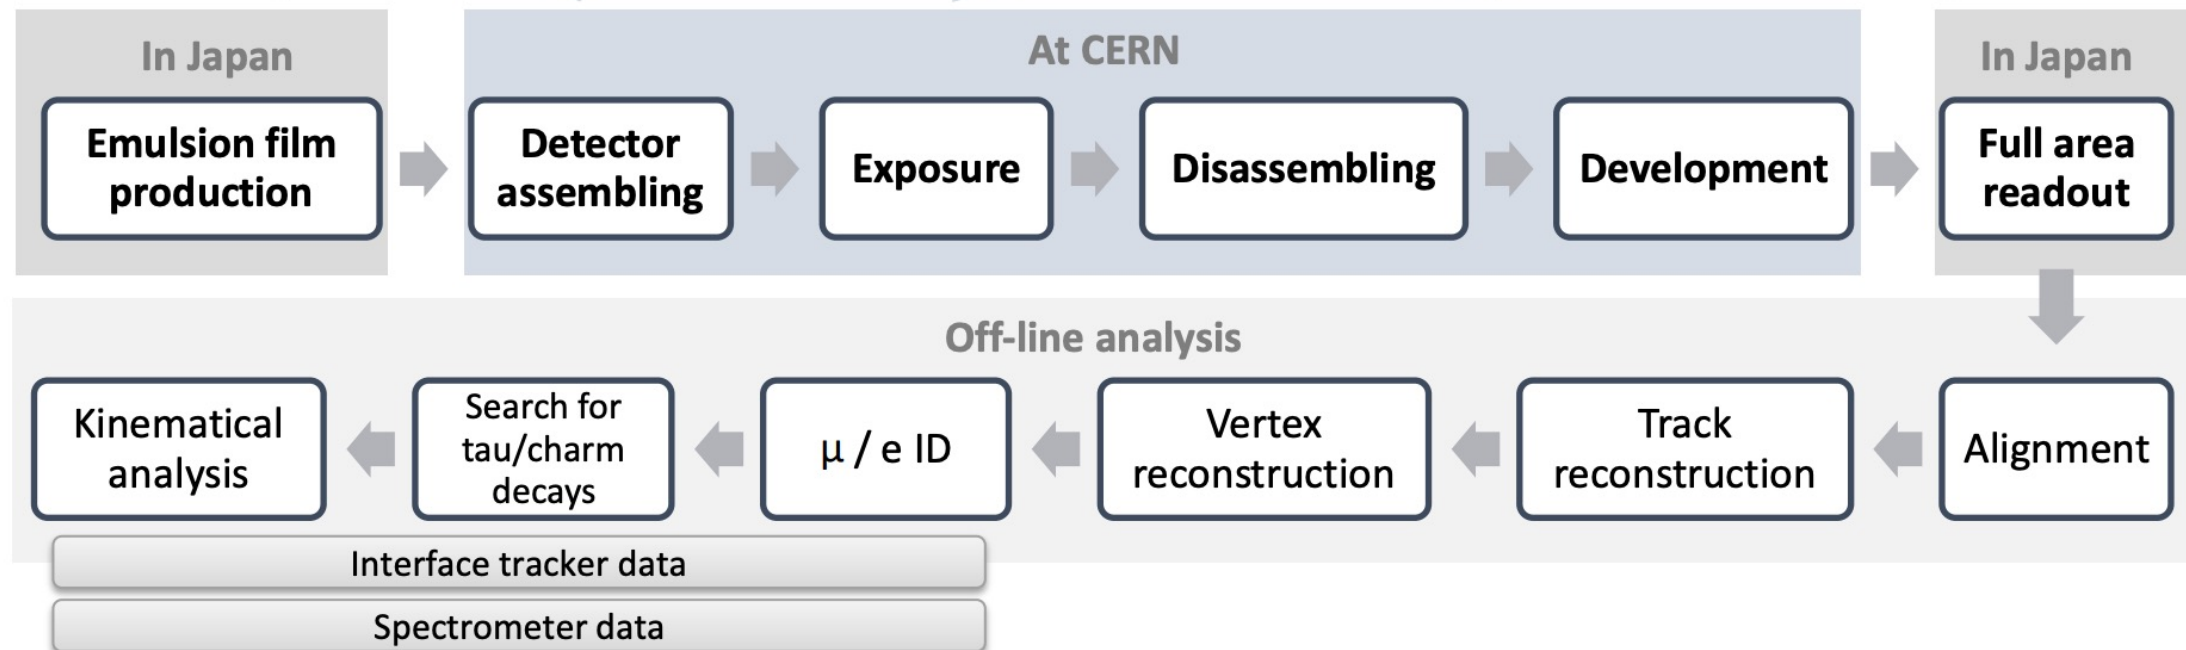 In Japan
At CERN
In Japan
Emulsion film
production
Detector
assembling
Exposure
Disassembling
Development
Full area
readout
Off-line analysis
Kinematical
analysis
Search for
tau/charm
decays
μ / e ID
Vertex
reconstruction
Track
reconstruction
Alignment
Interface tracker data
Spectrometer data